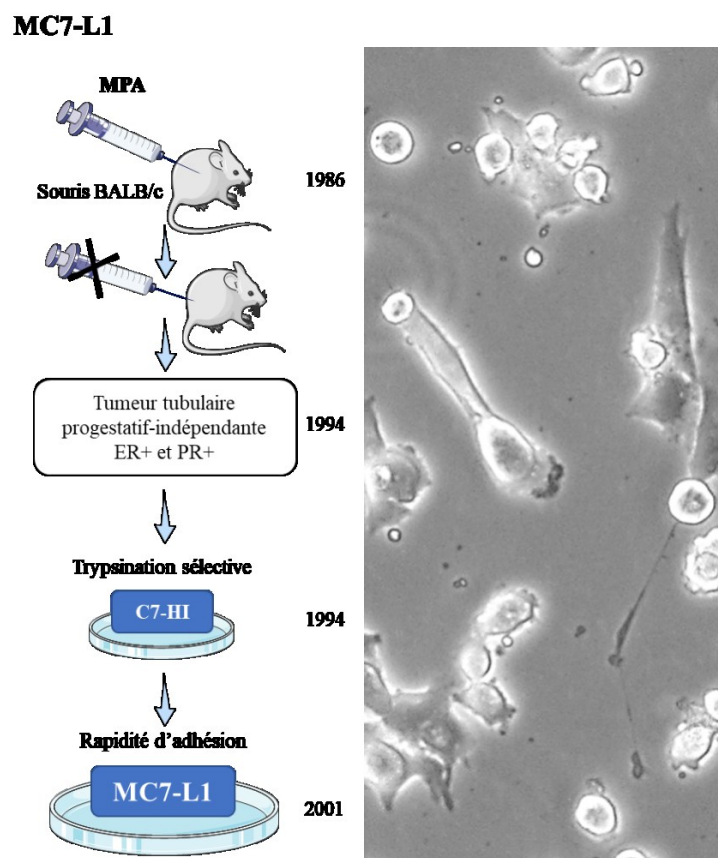 MC7-L1
MPA
Souris BALB/c
1986
Tumeur tubulaire
progestatif-indépendante
ER+ et PR+
1994
Trypsination sélective
C7-HI
1994
Rapidité d'adhésion
MC7-L1
2001